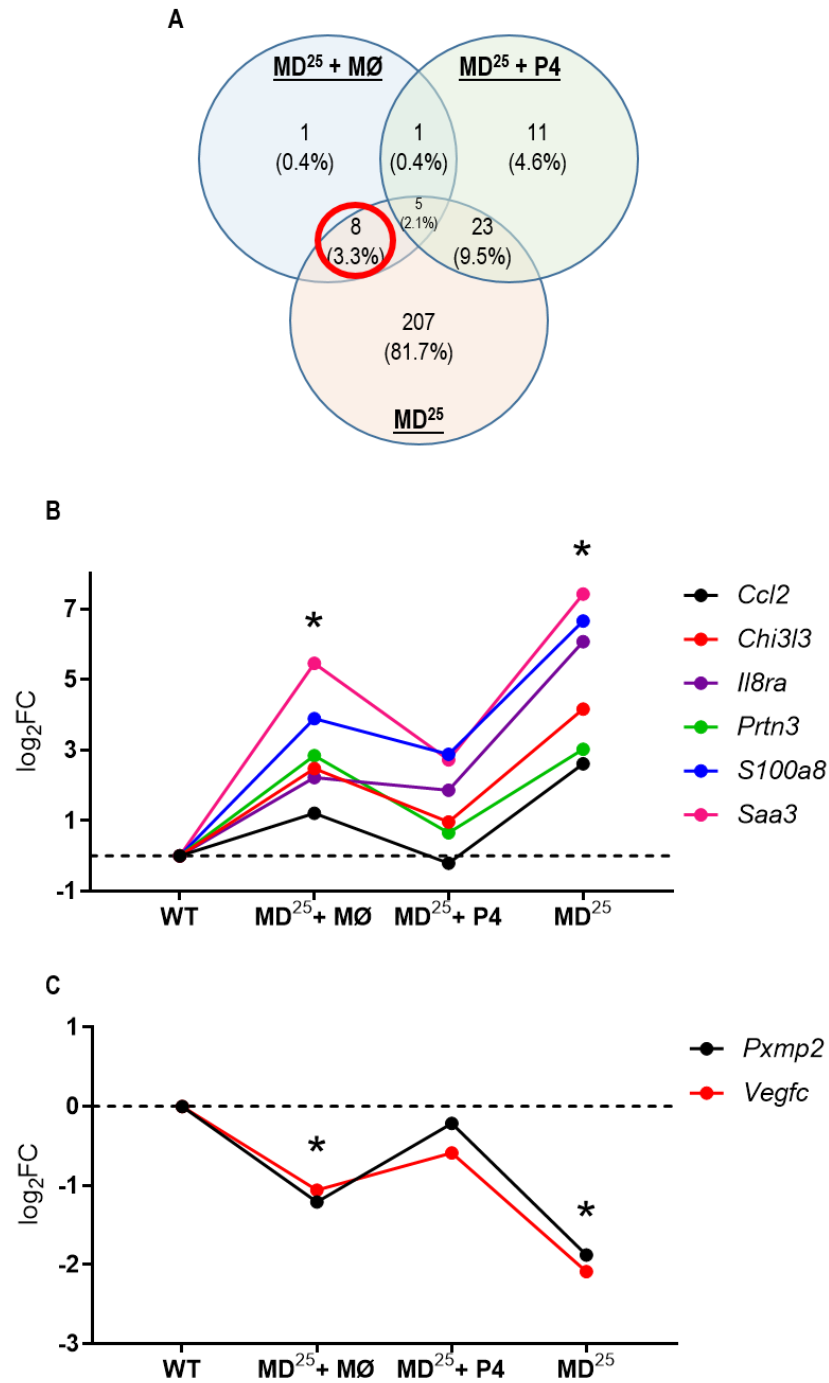 A
MD²⁵ + MØ
MD²⁵ + P4
1
(0.4%)
1
(0.4%)
11
(4.6%)
5
(2.1%)
8
(3.3%)
23
(9.5%)
207
(81.7%)
MD²⁵
B
*
*
7
5
3
1
-1
log₂FC
WT
MD²⁵+ MØ
MD²⁵+ P4
MD²⁵
Ccl2
Chi3l3
Il8ra
Prtn3
S100a8
Saa3
C
1
0
-1
-2
-3
log₂FC
*
*
WT
MD²⁵+ MØ
MD²⁵+ P4
MD²⁵
Pxmp2
Vegfc